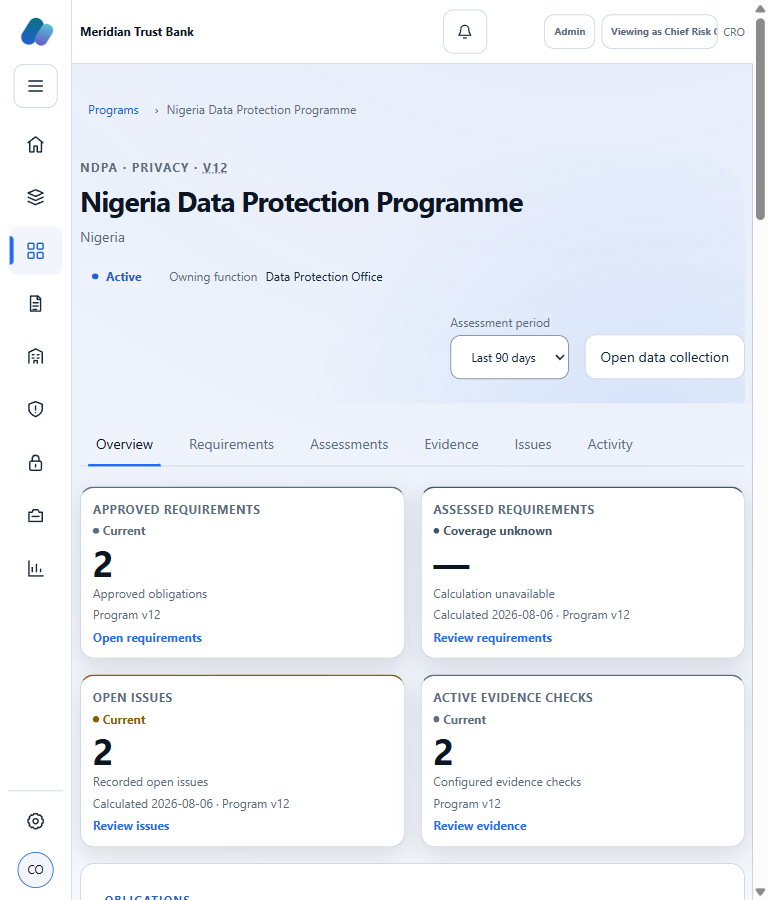 Meridian Trust Bank
Admin
Viewing as Chief Risk
CRO
Programs › Nigeria Data Protection Programme
NDPA · PRIVACY · V12
Nigeria Data Protection Programme
Nigeria
Active
Owning function Data Protection Office
Assessment period
Last 90 days
Open data collection
Overview
Requirements
Assessments
Evidence
Issues
Activity
APPROVED REQUIREMENTS
Current
2
Approved obligations
Program v12
Open requirements
ASSESSED REQUIREMENTS
Coverage unknown
—
Calculation unavailable
Calculated 2026-08-06 · Program v12
Review requirements
OPEN ISSUES
Current
2
Recorded open issues
Calculated 2026-08-06 · Program v12
Review issues
ACTIVE EVIDENCE CHECKS
Current
2
Configured evidence checks
Program v12
Review evidence
CO
OBLIGATIONS